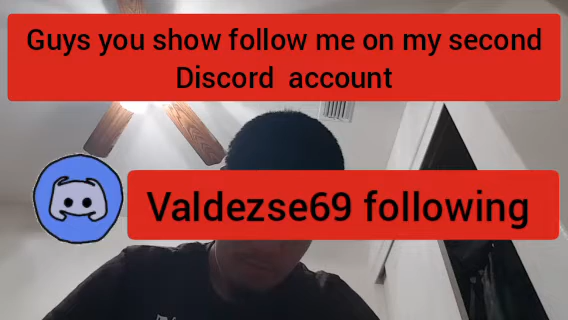 Guys you show follow me on my second
Discord account
Valdezse69 following